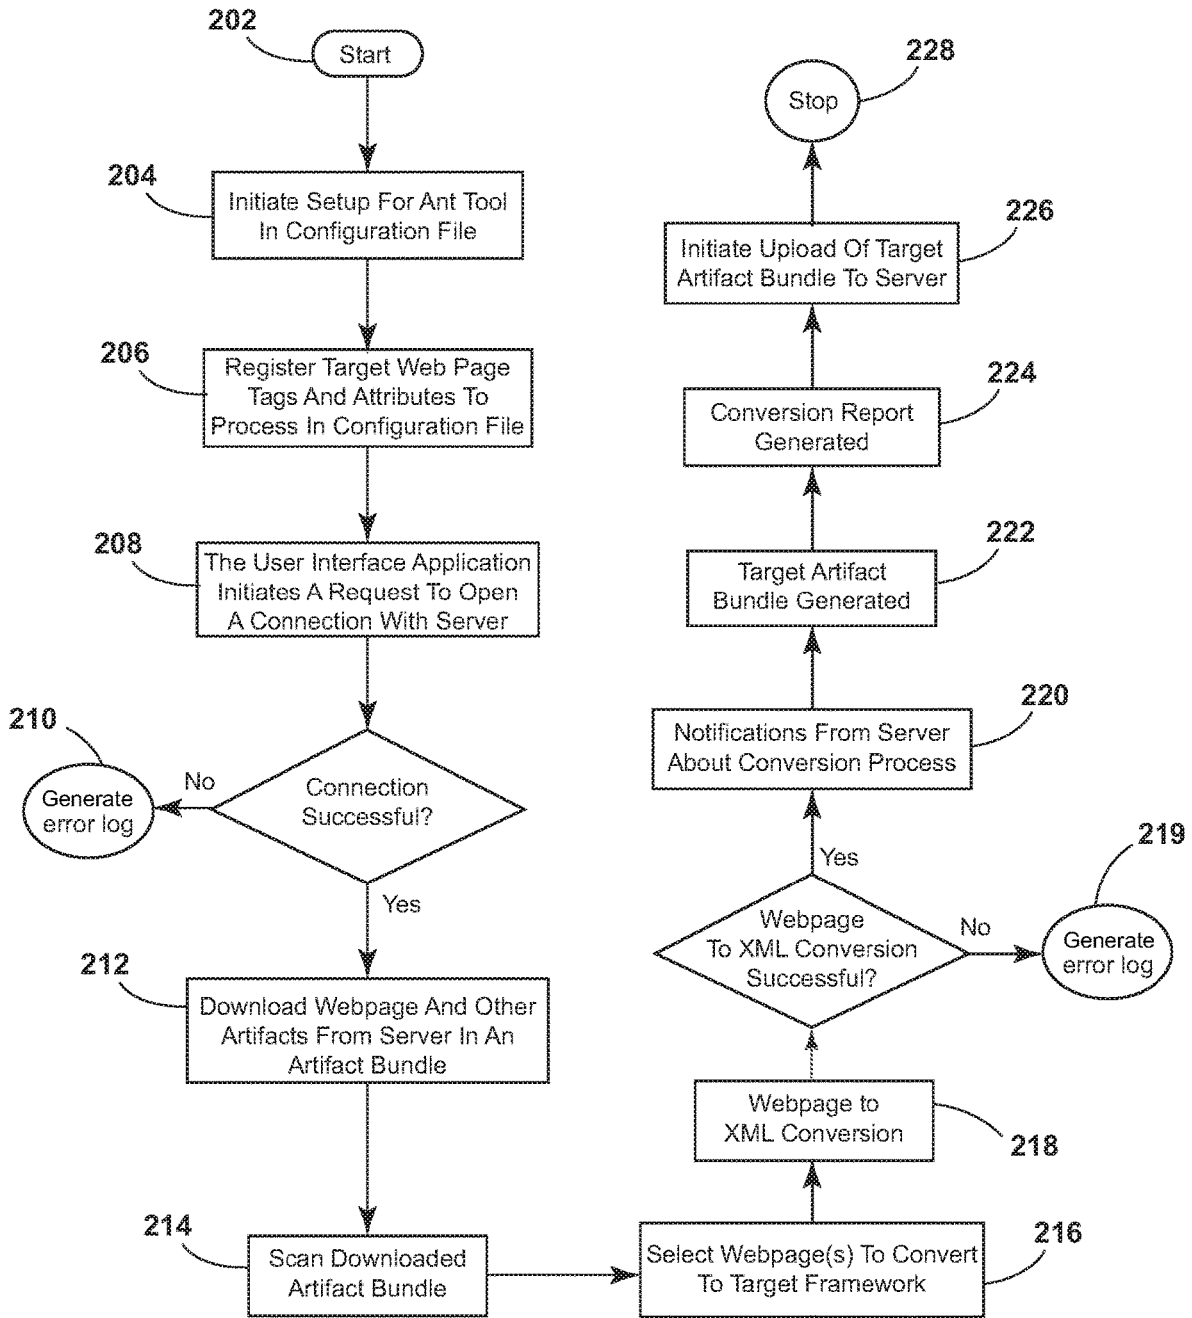 202
Start
204
Initiate Setup For Ant Tool
In Configuration File
206
Register Target Web Page
Tags And Attributes To
Process In Configuration File
208
The User Interface Application
Initiates A Request To Open
A Connection With Server
210
Generate
error log
No
Connection
Successful?
Yes
212
Download Webpage And Other
Artifacts From Server In An
Artifact Bundle
214
Scan Downloaded
Artifact Bundle
216
Select Webpage(s) To Convert
To Target Framework
218
Webpage to
XML Conversion
Webpage
To XML Conversion
Successful?
No
219
Generate
error log
Yes
220
Notifications From Server
About Conversion Process
222
Target Artifact
Bundle Generated
224
Conversion Report
Generated
226
Initiate Upload Of Target
Artifact Bundle To Server
228
Stop